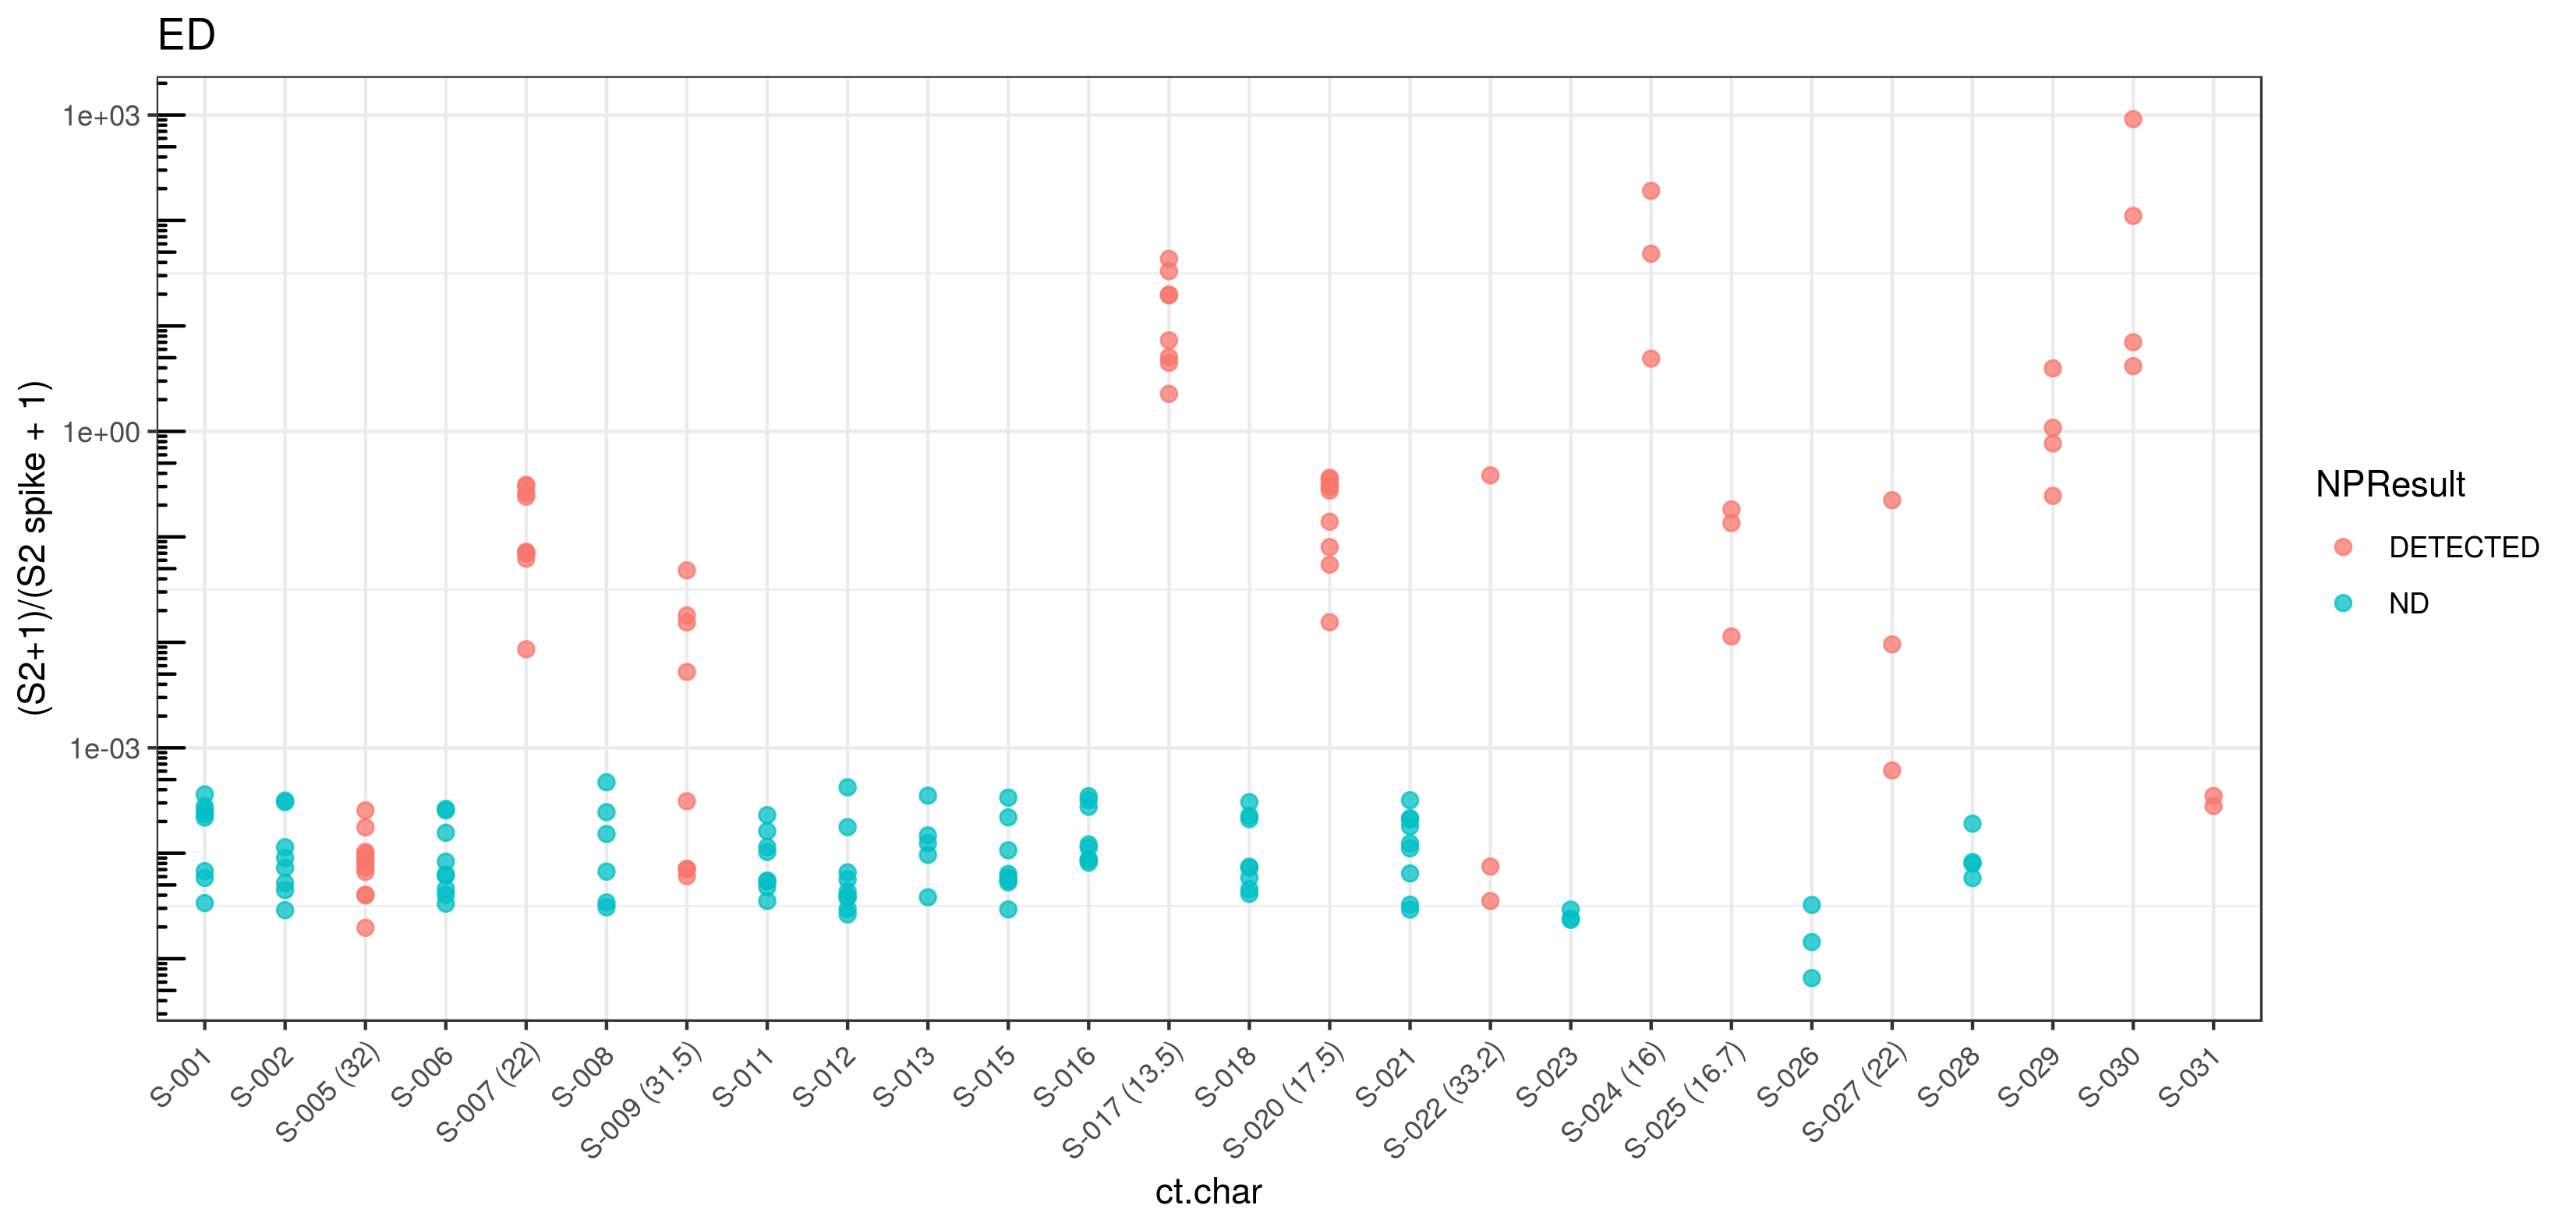 ED
(S2+1)/(S2 spike + 1)
1e+03
1e+00
1e-03
S-001
S-002
S-005 (32)
S-006
S-007 (22)
S-008
S-009 (31.5)
S-011
S-012
S-013
S-015
S-016
S-017 (13.5)
S-018
S-020 (17.5)
S-021
S-022 (33.2)
S-023
S-024 (16)
S-025 (16.7)
S-026
S-027 (22)
S-028
S-029
S-030
S-031
ct.char
NPResult
DETECTED
ND